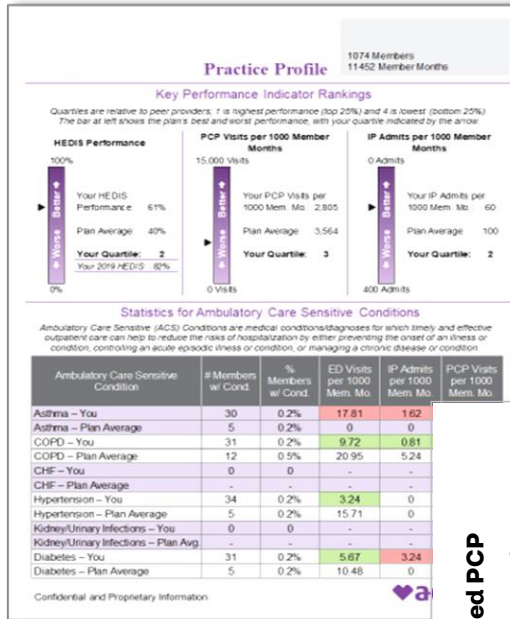 1074 Members
11452 Member Months
Practice Profile
Key Performance Indicator Rankings
Quartiles are relative to peer providers, 1 is highest performance (top 25%) and 4 is lowest (bottom 25%).
The bar at left shows the plan's best and worst performance, with your quartile indicated by the arrow.
HEDIS Performance
100%
Better
Worse
Your HEDIS
Performance: 61%
Plan Average: 40%
Your Quartile: 2
Your 2019 HEDIS: 82%
0%
PCP Visits per 1000 Member
Months
15,000 Visits
Better
Worse
Your PCP Visits per
1000 Mem. Mo.: 2,805
Plan Average: 3,564
Your Quartile: 3
0 Visits
IP Admits per 1000 Member
Months
0 Admits
Better
Worse
Your IP Admits per
1000 Mem. Mo.: 60
Plan Average: 100
Your Quartile: 2
400 Admits
Statistics for Ambulatory Care Sensitive Conditions
Ambulatory Care Sensitive (ACS) Conditions are medical conditions/diagnoses for which timely and effective
outpatient care can help to reduce the risks of hospitalization by either preventing the onset of an illness or
condition, controlling an acute episodic illness or condition, or managing a chronic disease or condition.
Ambulatory Care Sensitive Condition # Members w/ Cond. % Members w/ Cond. ED Visits per 1000 Mem. Mo. IP Admits per 1000 Mem. Mo. PCP Visits per 1000 Mem. Mo.
Asthma – You 30 0.2% 17.81 1.62
Asthma – Plan Average 5 0.2% 0 0
COPD – You 31 0.2% 9.72 0.81
COPD – Plan Average 12 0.5% 20.95 5.24
CHF – You 0 0 - -
CHF – Plan Average - - - -
Hypertension – You 34 0.2% 3.24 0
Hypertension – Plan Average 5 0.2% 15.71 0
Kidney/Urinary Infections – You 0 0 - -
Kidney/Urinary Infections – Plan Avg. - - - -
Diabetes – You 31 0.2% 5.67 3.24
Diabetes – Plan Average 5 0.2% 10.48 0
Confidential and Proprietary Information
ed PCP